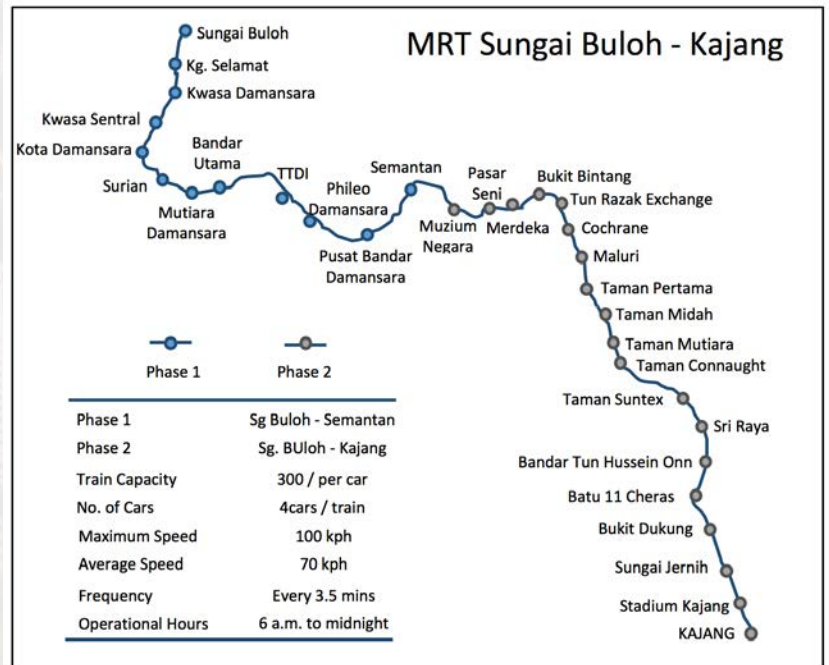 MRT Sungai Buloh - Kajang
Sungai Buloh
Kg. Selamat
Kwasa Damansara
Kwasa Sentral
Kota Damansara
Surian
Mutiara
Damansara
Bandar
Utama
TTDI
Phileo
Damansara
Pusat Bandar
Damansara
Semantan
Muzium
Negara
Pasar
Seni
Merdeka
Bukit Bintang
Tun Razak Exchange
Cochrane
Maluri
Taman Pertama
Taman Midah
Taman Mutiara
Taman Connaught
Taman Suntex
Sri Raya
Bandar Tun Hussein Onn
Batu 11 Cheras
Bukit Dukung
Sungai Jernih
Stadium Kajang
KAJANG
Phase 1 Phase 2
Phase 1 Sg Buloh - Semantan
Phase 2 Sg. BUloh - Kajang
Train Capacity 300 / per car
No. of Cars 4cars / train
Maximum Speed 100 kph
Average Speed 70 kph
Frequency Every 3.5 mins
Operational Hours 6 a.m. to midnight